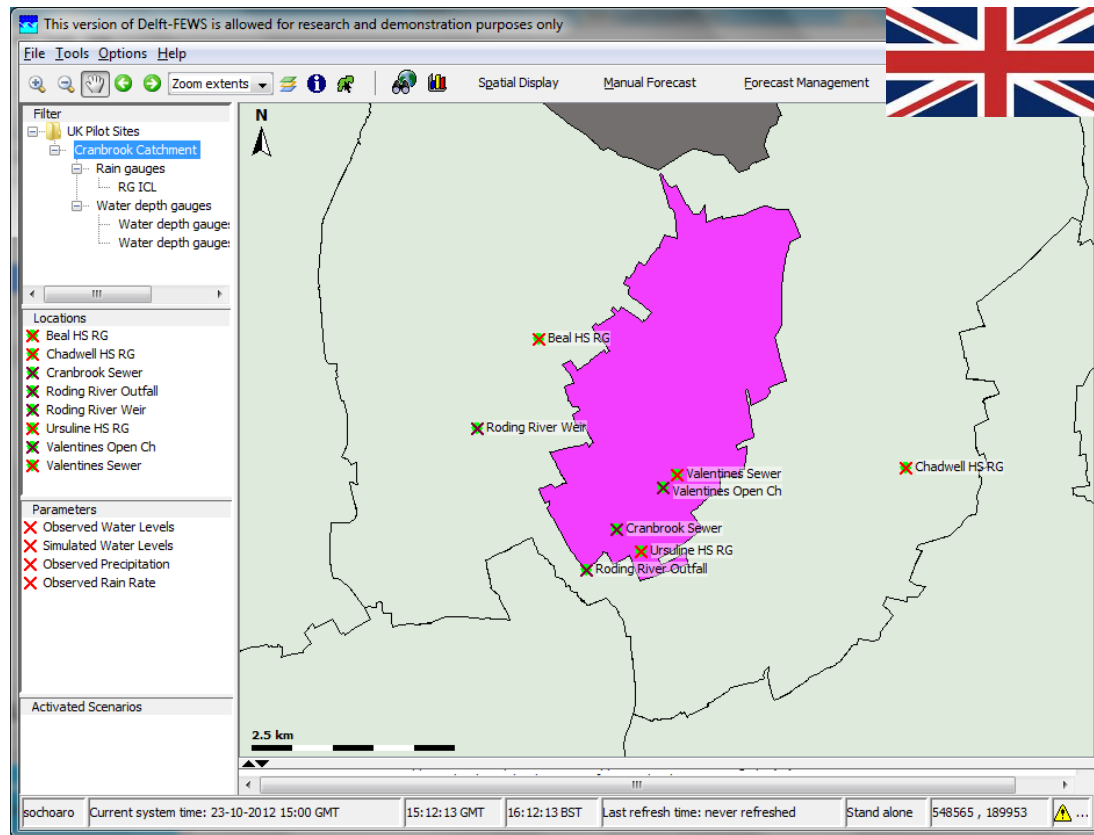 This version of Delft-FEWS is allowed for research and demonstration purposes only
File Tools Options Help
Zoom extents
Spatial Display Manual Forecast Forecast Management
Filter
UK Pilot Sites
Cranbrook Catchment
Rain gauges
RG ICL
Water depth gauges
Water depth gauge
Water depth gauge
Locations
Beal HS RG
Chadwell HS RG
Cranbrook Sewer
Roding River Outfall
Roding River Weir
Ursuline HS RG
Valentines Open Ch
Valentines Sewer
Parameters
Observed Water Levels
Simulated Water Levels
Observed Precipitation
Observed Rain Rate
Activated Scenarios
N
Beal HS RG
Roding River Weir
Valentines Sewer
Valentines Open Ch
Chadwell HS RG
Cranbrook Sewer
Ursuline HS RG
Roding River Outfall
2.5 km
sochoaro Current system time: 23-10-2012 15:00 GMT 15:12:13 GMT 16:12:13 BST Last refresh time: never refreshed Stand alone 548565 , 189953 ...